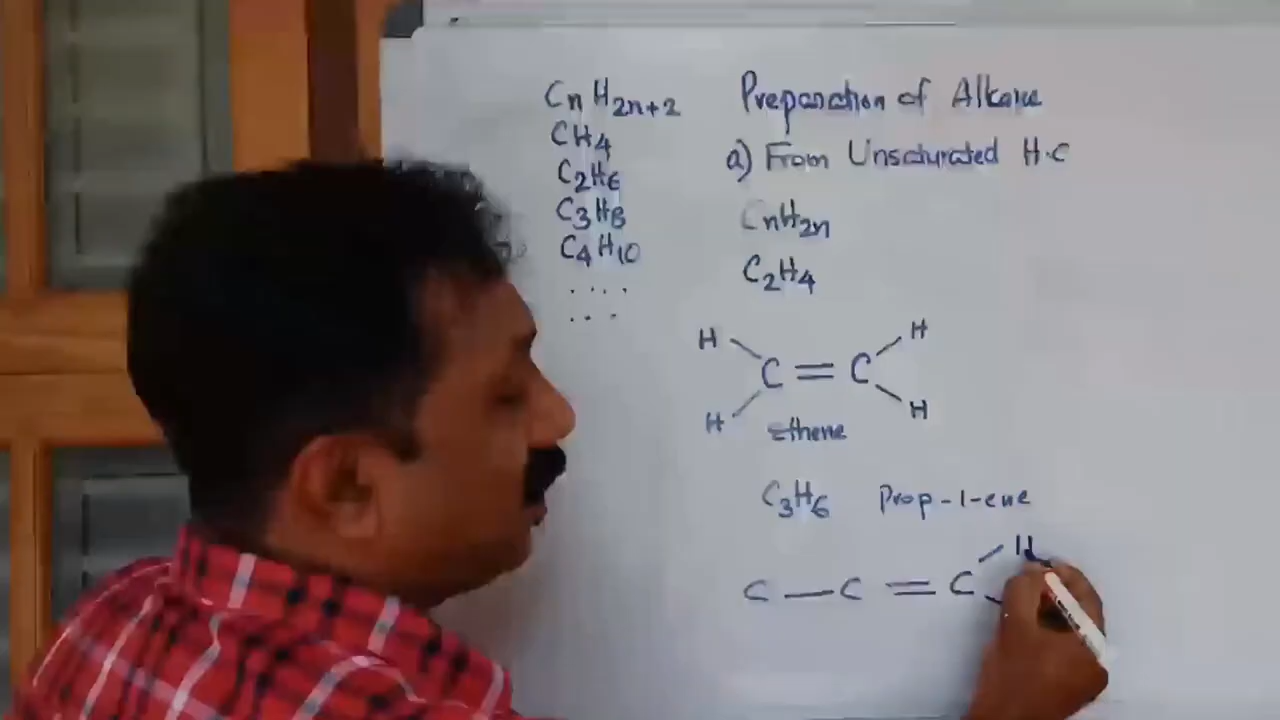 CnH2n+2
CH4
C2H6
C3H8
C4H10
. . . .
. . .
Preparation of Alkane
a) From Unsaturated H.C
CnH2n
C2H4
H H
C = C
H H
Ethene
C3H6 Prop-1-ene
H
C — C = C